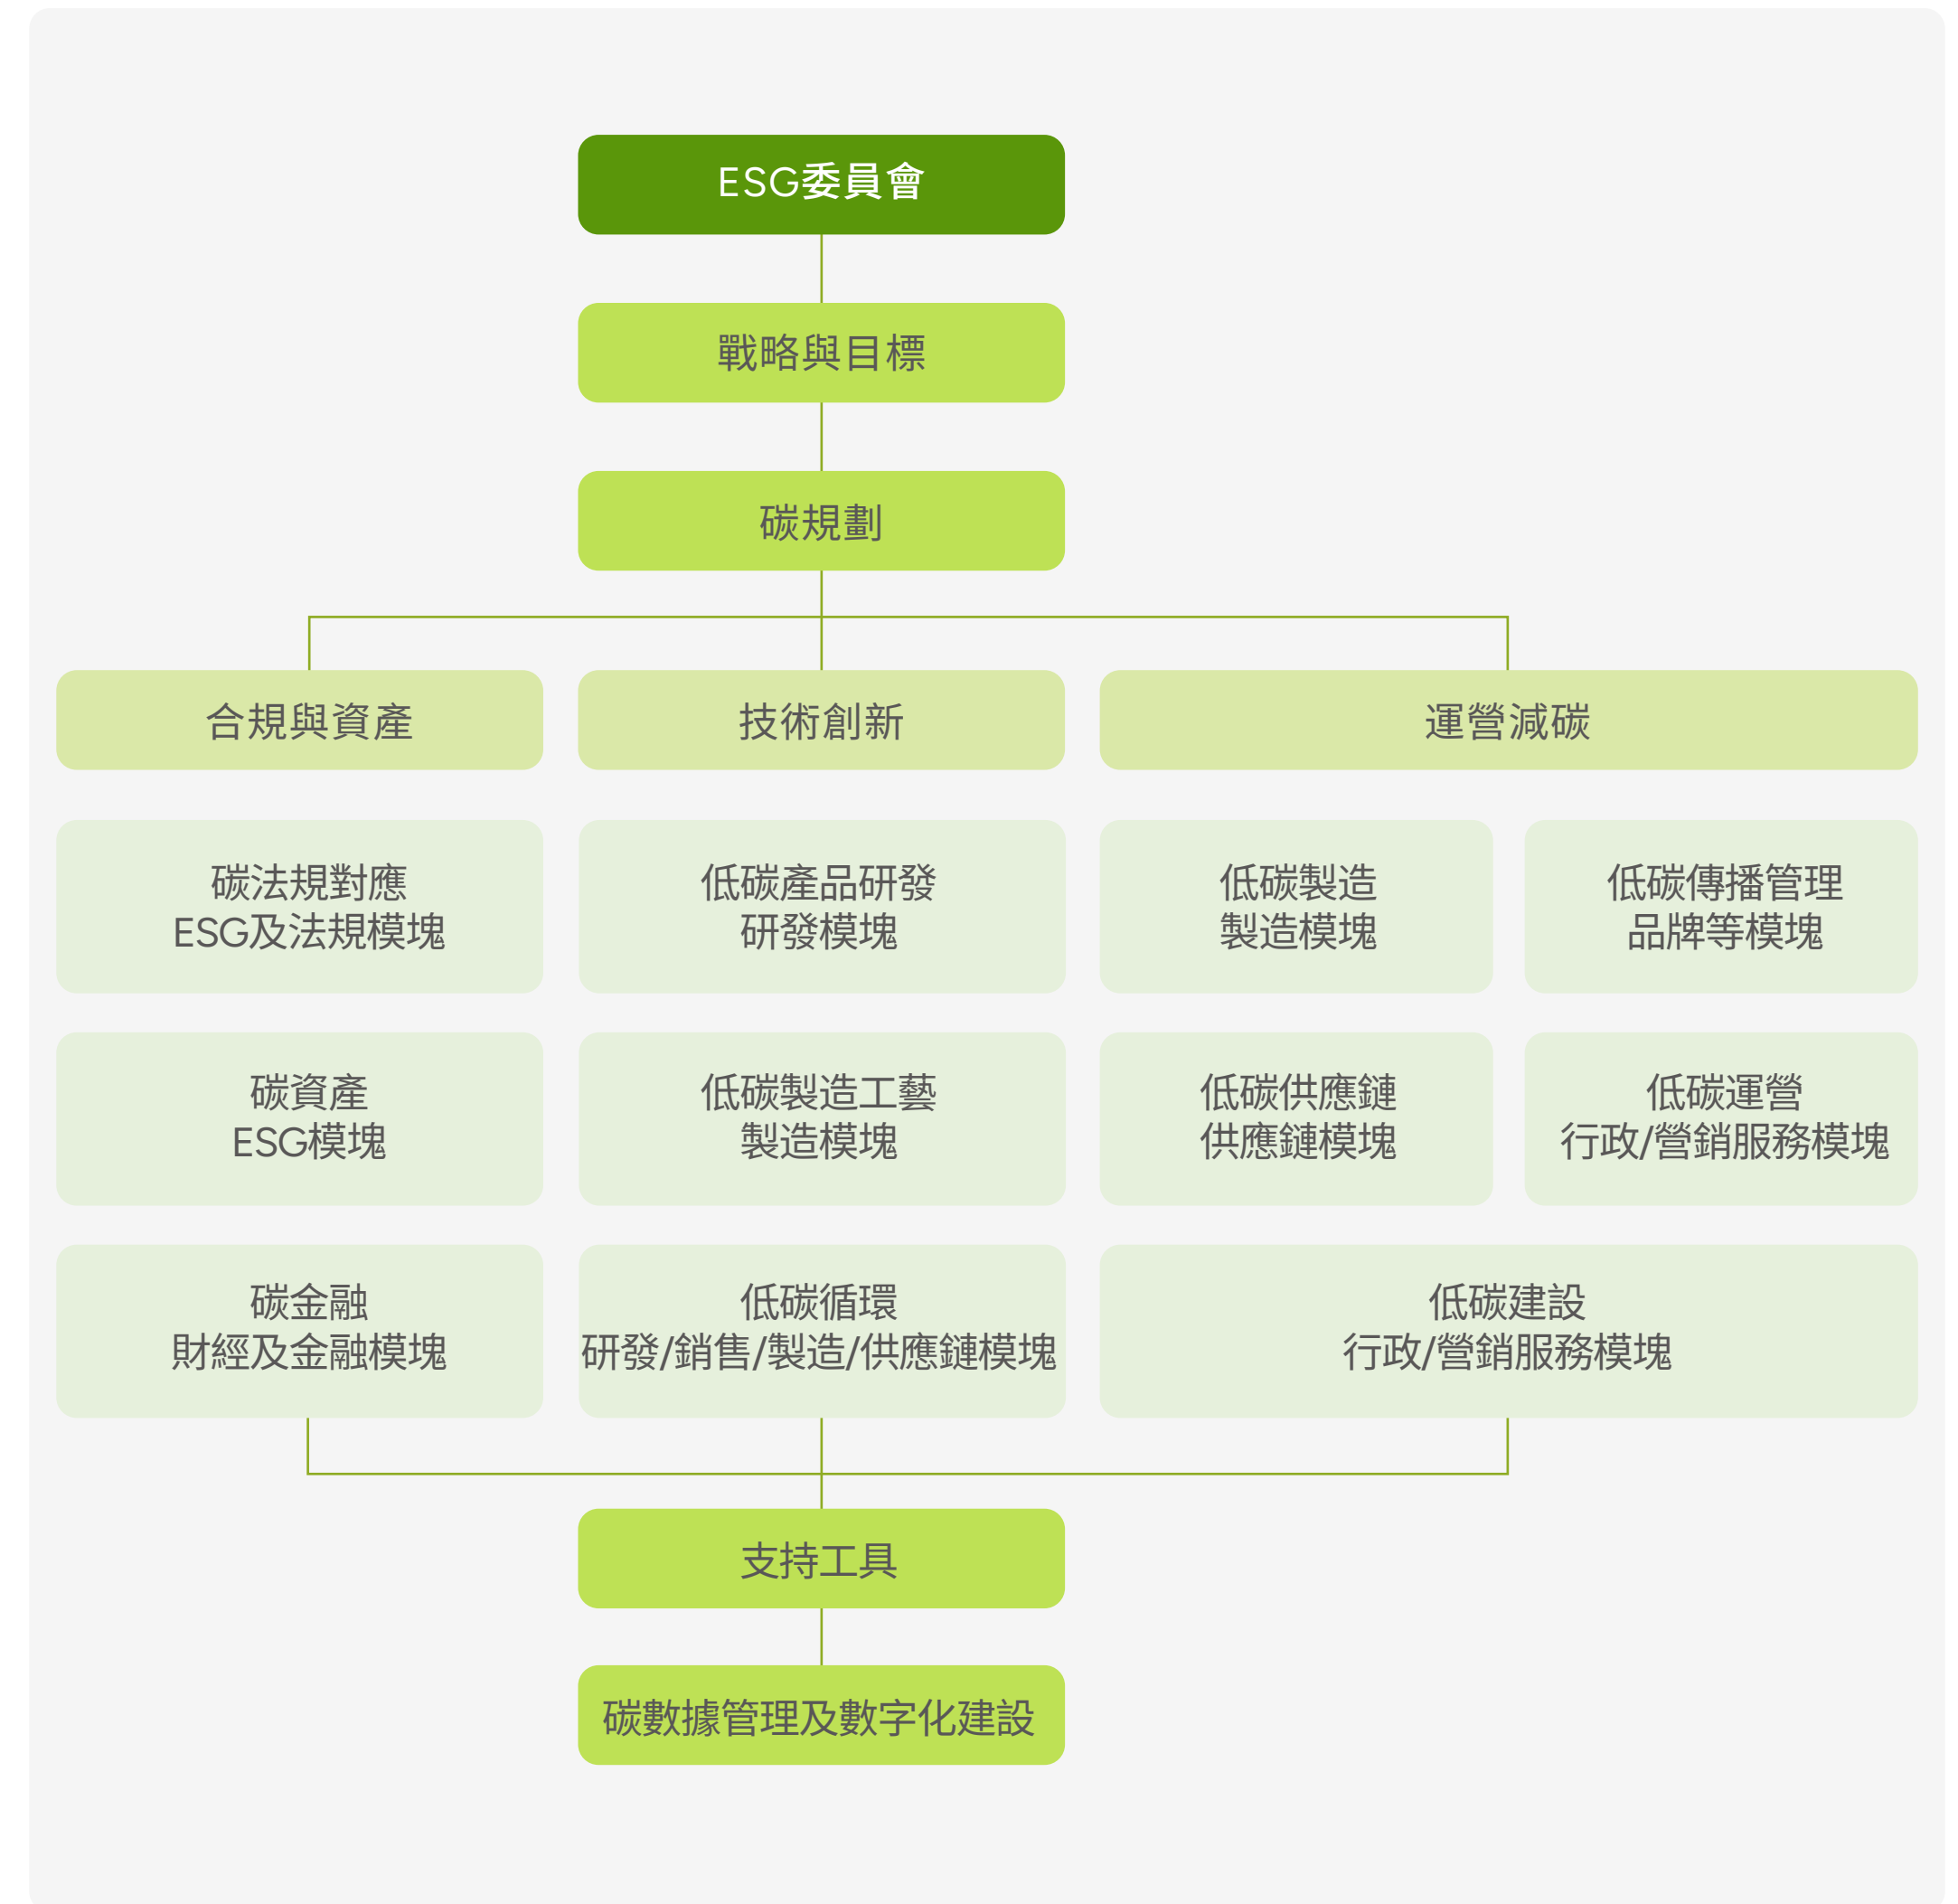 ESG委員會
戰略與目標
碳規劃
合規與資產
技術創新
運營減碳
碳法規對應
ESG及法規模塊
低碳產品研發
研發模塊
低碳製造
製造模塊
低碳傳播管理
品牌等模塊
碳資產
ESG模塊
低碳製造工藝
製造模塊
低碳供應鏈
供應鏈模塊
低碳運營
行政/營銷服務模塊
碳金融
財經及金融模塊
低碳循環
研發/銷售/製造/供應鏈模塊
低碳建設
行政/營銷服務模塊
支持工具
碳數據管理及數字化建設